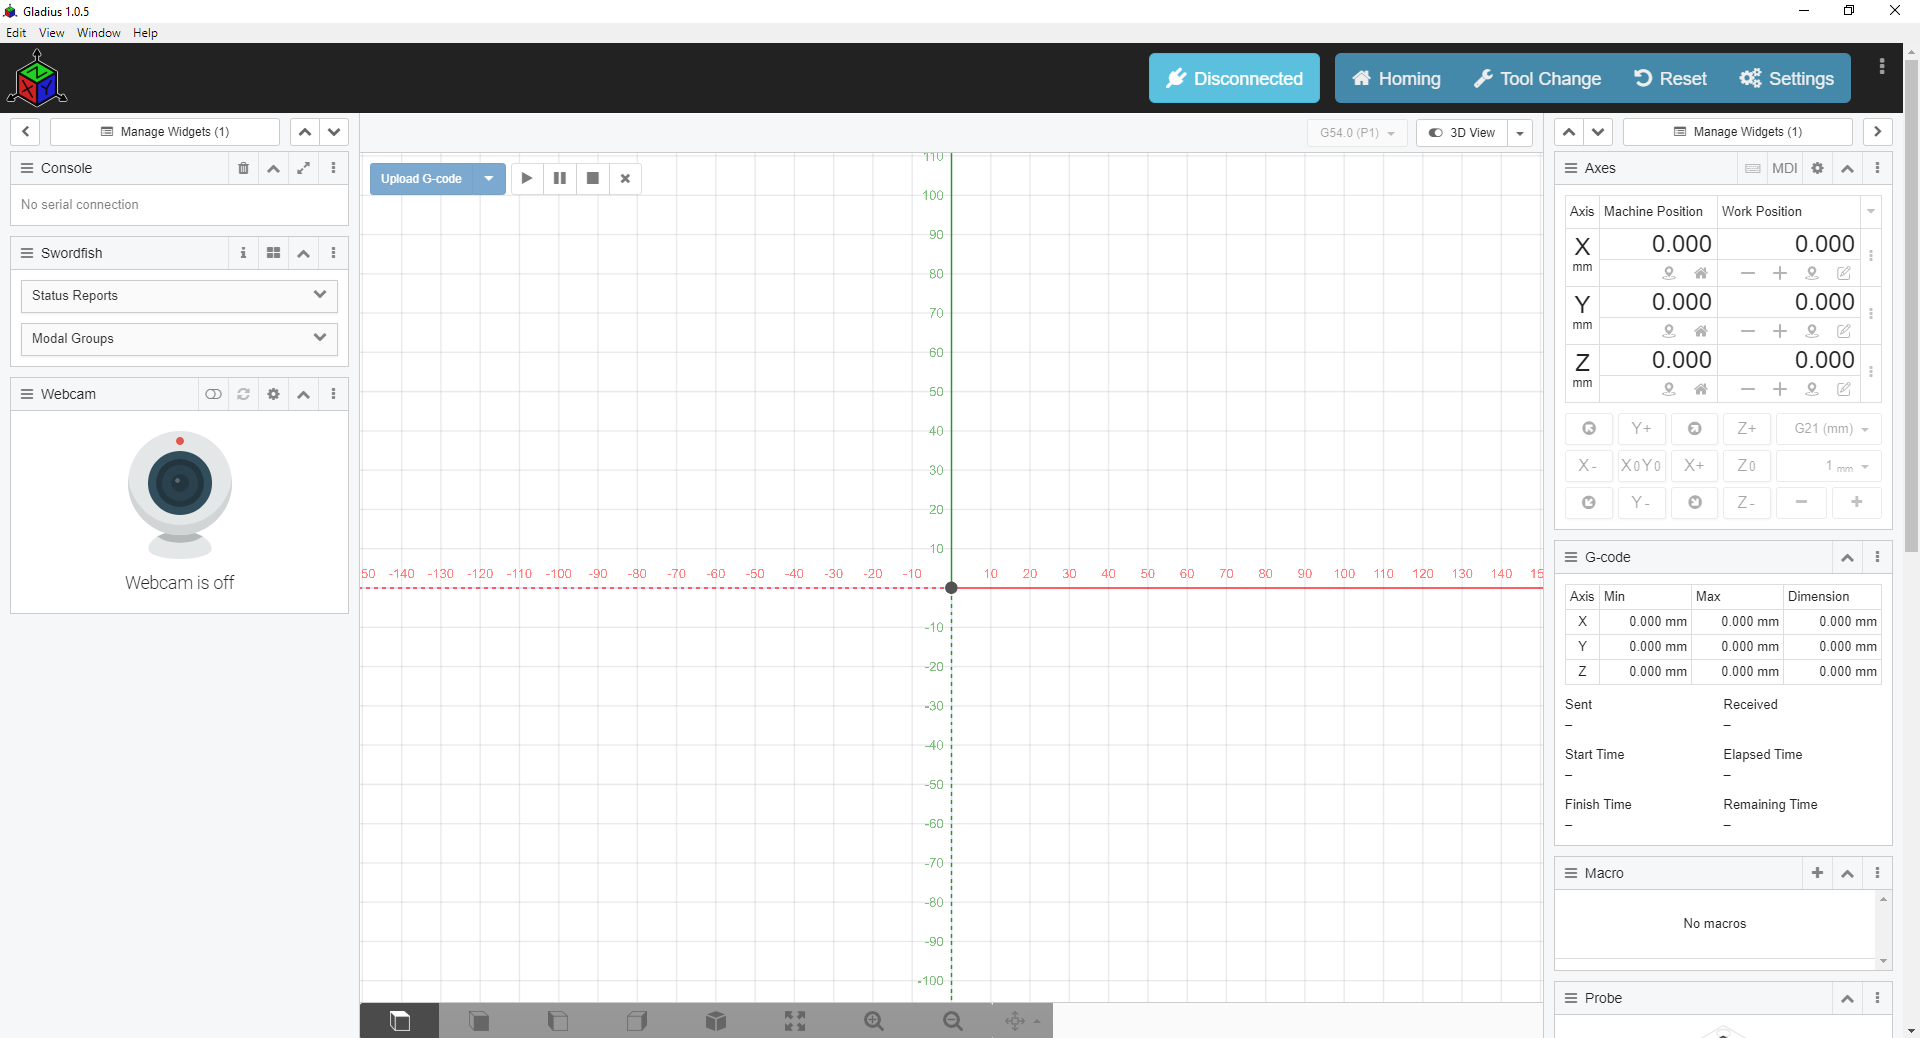 Gladius 1.0.5
Edit View Window Help
Disconnected Homing Tool Change Reset Settings
Manage Widgets (1)
Console
No serial connection
Swordfish
Status Reports
Modal Groups
Webcam
Webcam is off
G54.0 (P1) 3D View
Upload G-code
110
100
90
80
70
60
50
40
30
20
10
50 -140 -130 -120 -110 -100 -90 -80 -70 -60 -50 -40 -30 -20 -10 10 20 30 40 50 60 70 80 90 100 110 120 130 140 15
-10
-20
-30
-40
-50
-60
-70
-80
-90
-100
Manage Widgets (1)
Axes MDI
Axis Machine Position Work Position
X 0.000 0.000
mm
Y 0.000 0.000
mm
Z 0.000 0.000
mm
Y+ Z+ G21 (mm)
X- X0Y0 X+ Z0 1 mm
Y- Z-
G-code
Axis Min Max Dimension
X 0.000 mm 0.000 mm 0.000 mm
Y 0.000 mm 0.000 mm 0.000 mm
Z 0.000 mm 0.000 mm 0.000 mm
Sent Received
– –
Start Time Elapsed Time
– –
Finish Time Remaining Time
– –
Macro
No macros
Probe